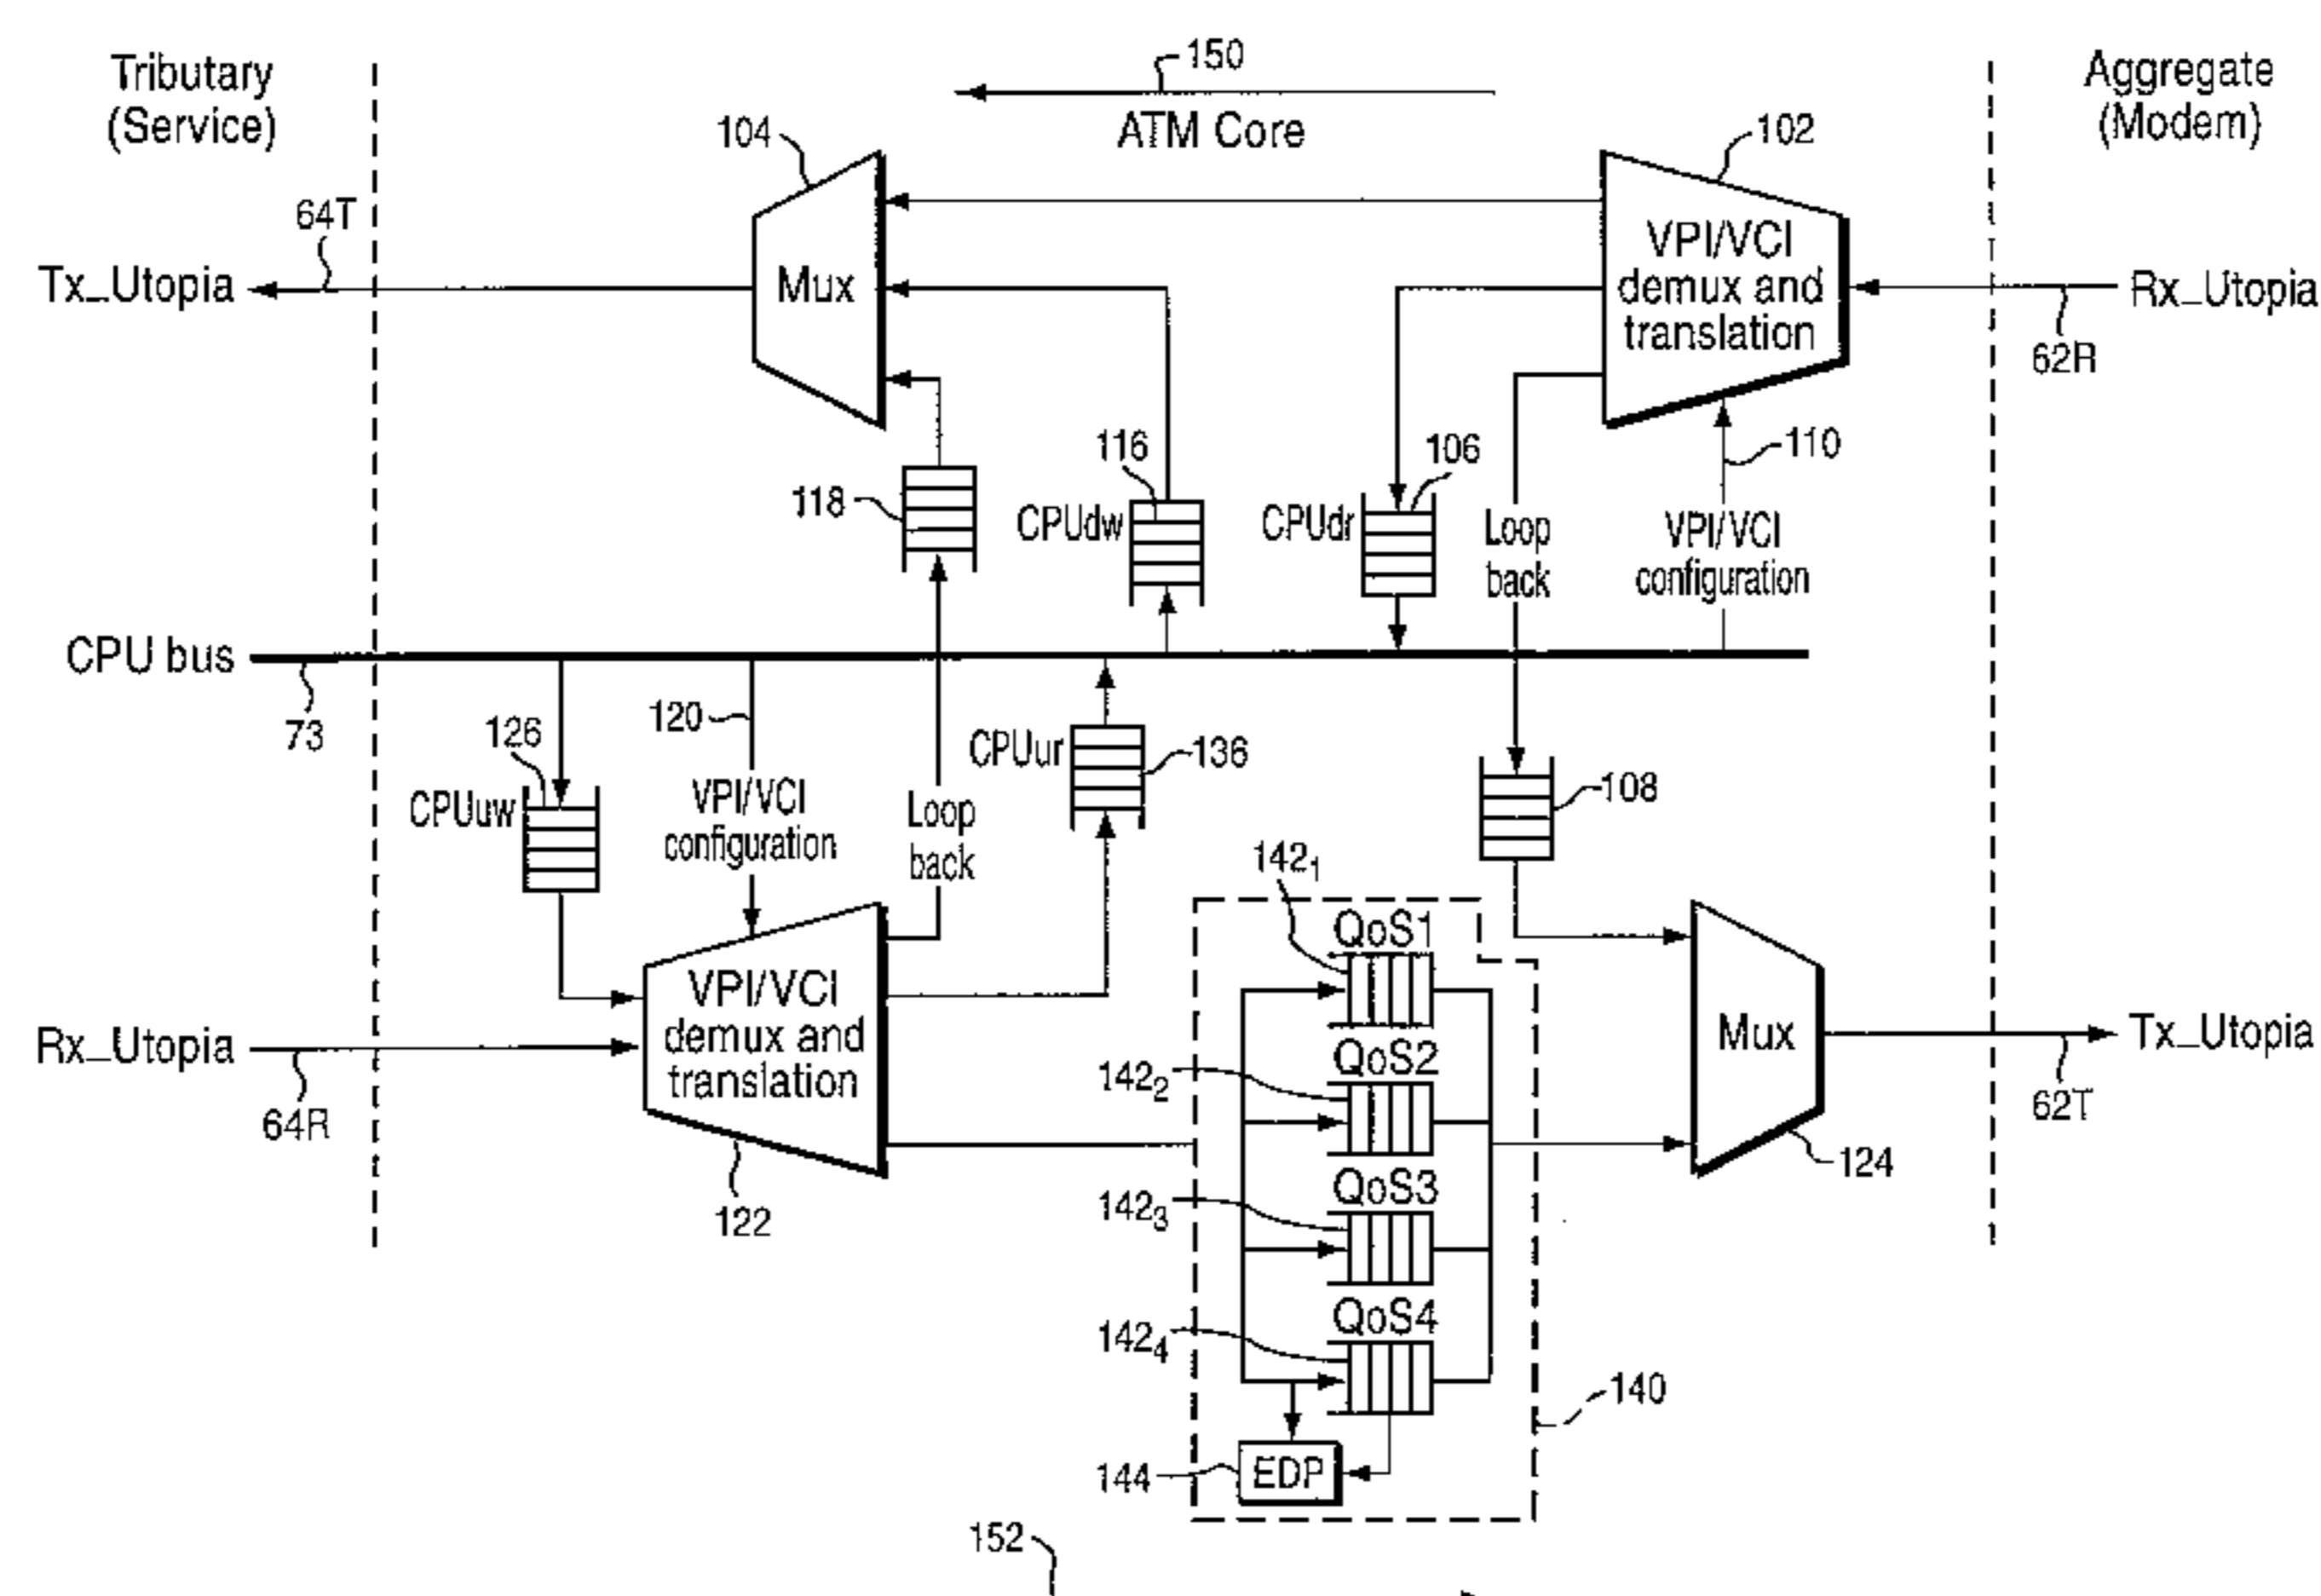 Tributary
(Service)
150
ATM Core
Aggregate
(Modem)
104
102
64T
Tx_Utopia
Mux
VPI/VCI
demux and
translation
Rx_Utopia
62R
118
116
CPUdw
106
CPUdr
Loop
back
110
VPI/VCI
configuration
CPU bus
73
126
CPUuw
120
VPI/VCI
configuration
Loop
back
CPUur
136
108
142₁
QoS1
VPI/VCI
demux and
translation
Rx_Utopia
64R
122
142₂
QoS2
Mux
Tx_Utopia
62T
124
142₃
QoS3
142₄
QoS4
140
144
EDP
152